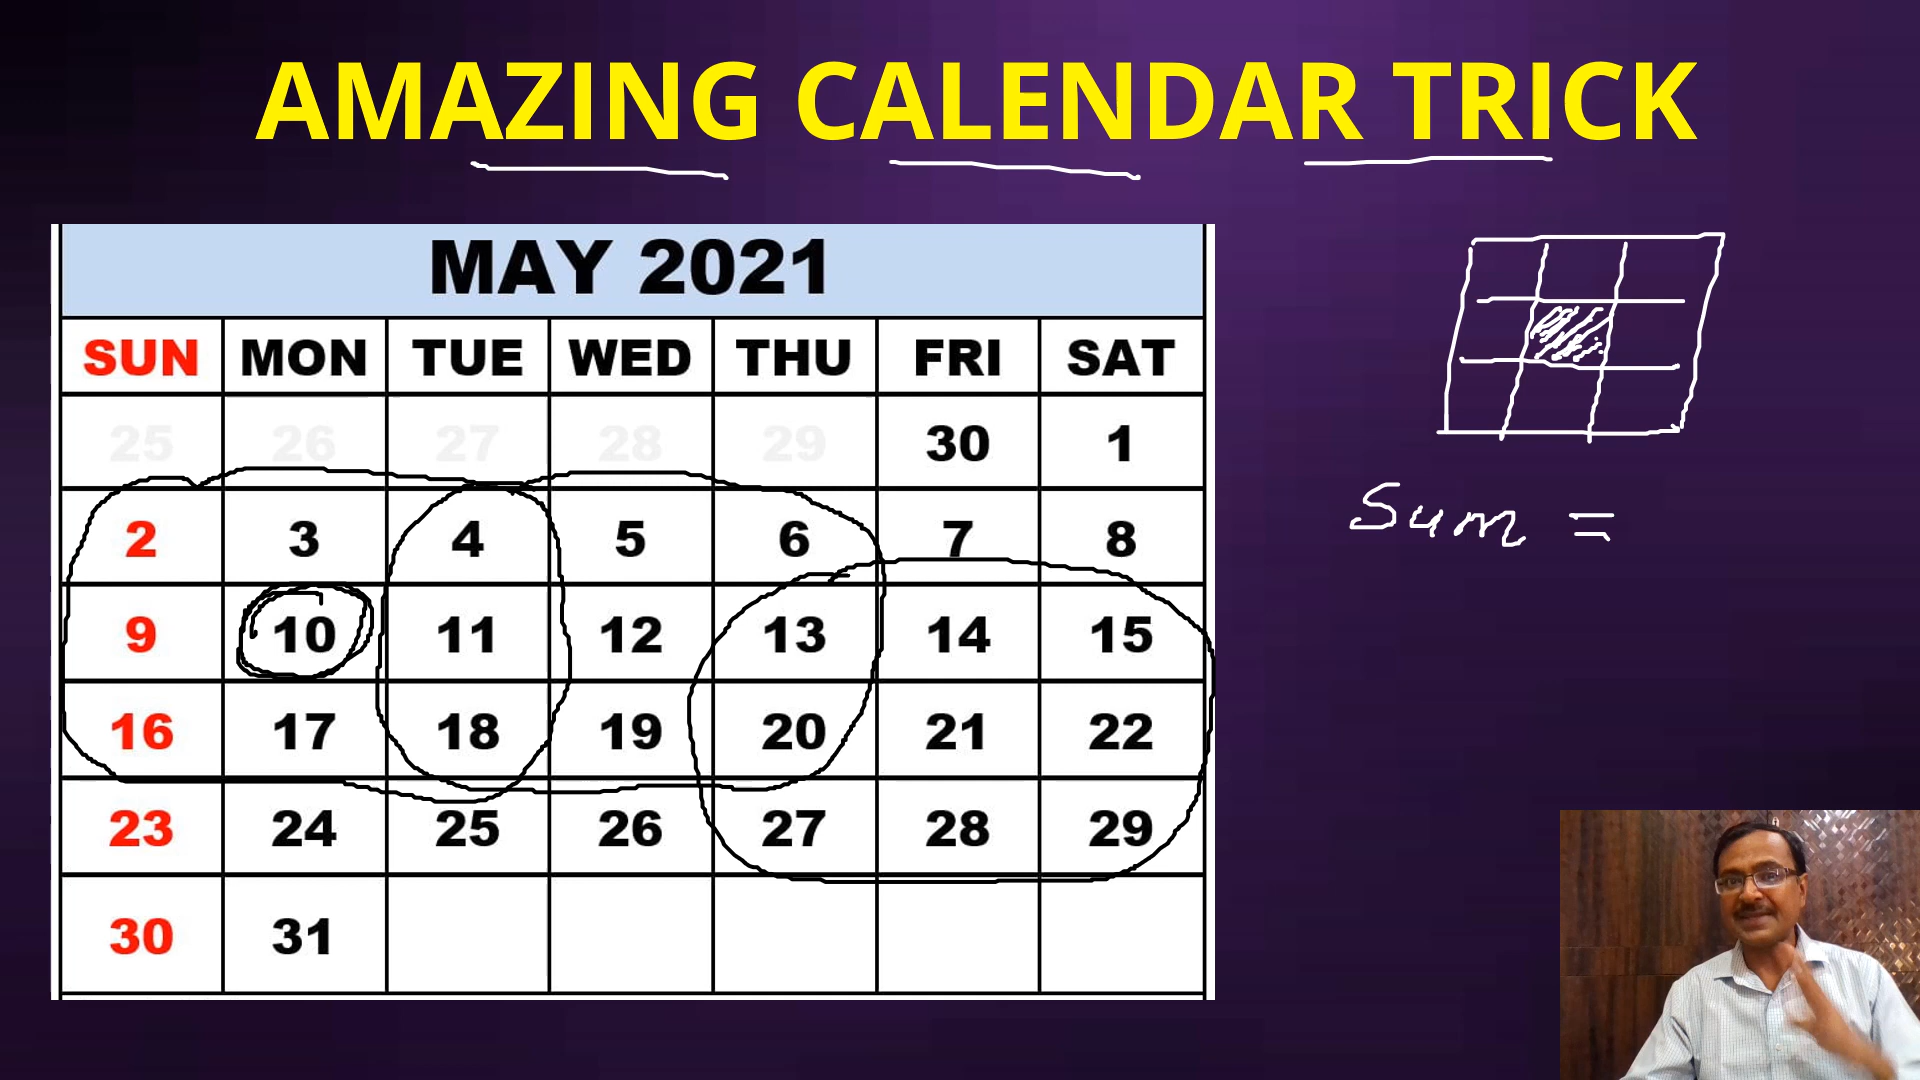 AMAZING CALENDAR TRICK
MAY 2021
SUN MON TUE WED THU FRI SAT
25 26 27 28 29 30 1
2 3 4 5 6 7 8
9 10 11 12 13 14 15
16 17 18 19 20 21 22
23 24 25 26 27 28 29
30 31
Sum =